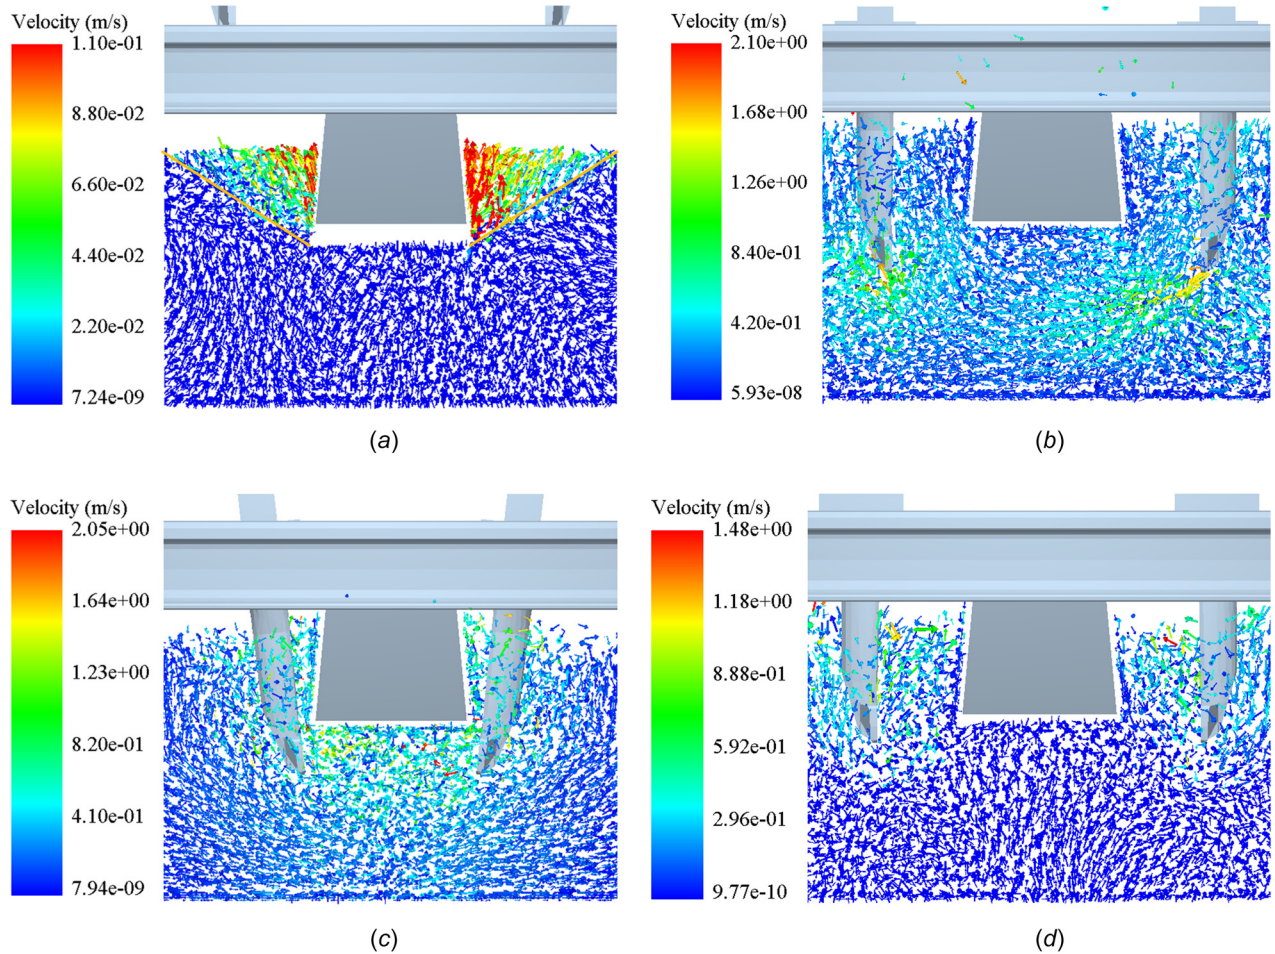 Velocity (m/s)
1.10e-01
8.80e-02
6.60e-02
4.40e-02
2.20e-02
7.24e-09
(a)
Velocity (m/s)
2.10e+00
1.68e+00
1.26e+00
8.40e-01
4.20e-01
5.93e-08
(b)
Velocity (m/s)
2.05e+00
1.64e+00
1.23e+00
8.20e-01
4.10e-01
7.94e-09
(c)
Velocity (m/s)
1.48e+00
1.18e+00
8.88e-01
5.92e-01
2.96e-01
9.77e-10
(d)